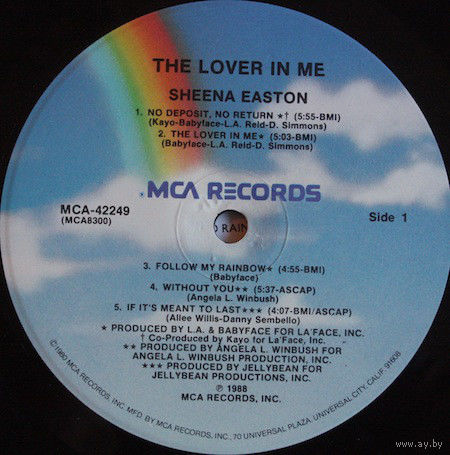 THE LOVER IN ME
SHEENA EASTON
1. NO DEPOSIT, NO RETURN ★† (5:55-BMI)
(Kayo-Babyface-L.A. Reid-D. Simmons)
2. THE LOVER IN ME★ (5:03-BMI)
(Babyface-L.A. Reid-D. Simmons)
MCA RECORDS
MCA-42249
(MCA8300)
Side 1
RAIN
3. FOLLOW MY RAINBOW★ (4:55-BMI)
(Babyface)
4. WITHOUT YOU★★ (5:37-ASCAP)
(Angela L. Winbush)
5. IF IT'S MEANT TO LAST★★★ (4:07-BMI/ASCAP)
(Allee Willis-Danny Sembello)
★ PRODUCED BY L.A. & BABYFACE FOR LA'FACE, INC.
† Co-Produced by Kayo for La'Face, Inc.
★★ PRODUCED BY ANGELA L. WINBUSH FOR
ANGELA L. WINBUSH PRODUCTION, INC.
★★★ PRODUCED BY JELLYBEAN FOR
JELLYBEAN PRODUCTIONS, INC.
℗ 1988
MCA RECORDS, INC.
©1980 MCA RECORDS, INC. MFD. BY MCA RECORDS, INC., 70 UNIVERSAL PLAZA, UNIVERSAL CITY, CALIF. 91608
www.ay.by